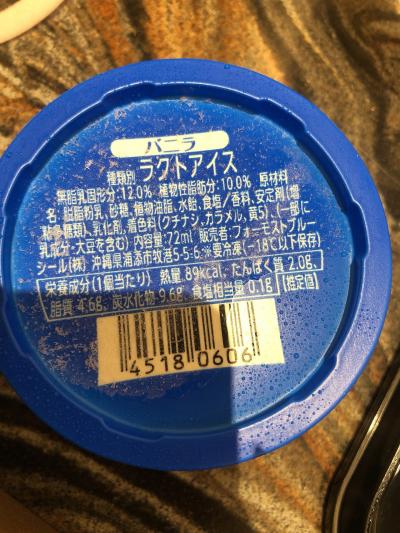 バニラ
種類別 ラクトアイス
無脂乳固形分:12.0% 植物性脂肪分:10.0% 原材料
名:脱脂粉乳、砂糖、植物油脂、水飴、食塩/香料、安定剤(増
粘多糖類)、乳化剤、着色料(クチナシ、カラメル、黄5)、(一部に
乳成分・大豆を含む) 内容量:72ml 販売者:フォーモストブルー
シール(株) 沖縄県浦添市牧港5-5-6 ※要冷凍(-18℃以下保存)
栄養成分(1個当たり) 熱量:89kcal、たんぱく質 2.0g、
脂質 4.6g、炭水化物 9.6g、食塩相当量 0.1g [推定値]
4518 0606